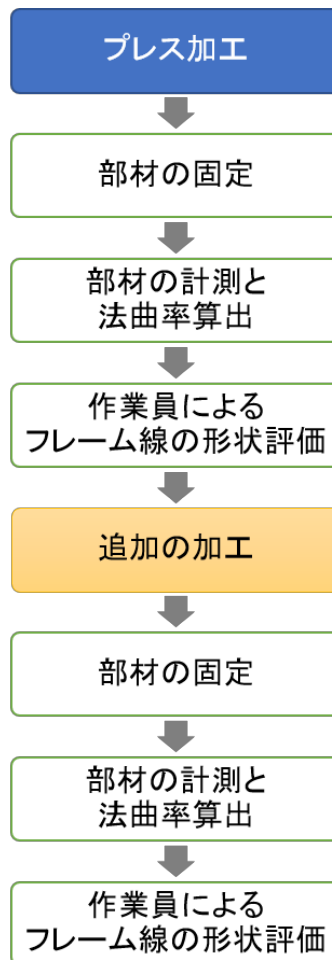 プレス加工
部材の固定
部材の計測と
法曲率算出
作業員による
フレーム線の形状評価
追加の加工
部材の固定
部材の計測と
法曲率算出
作業員による
フレーム線の形状評価